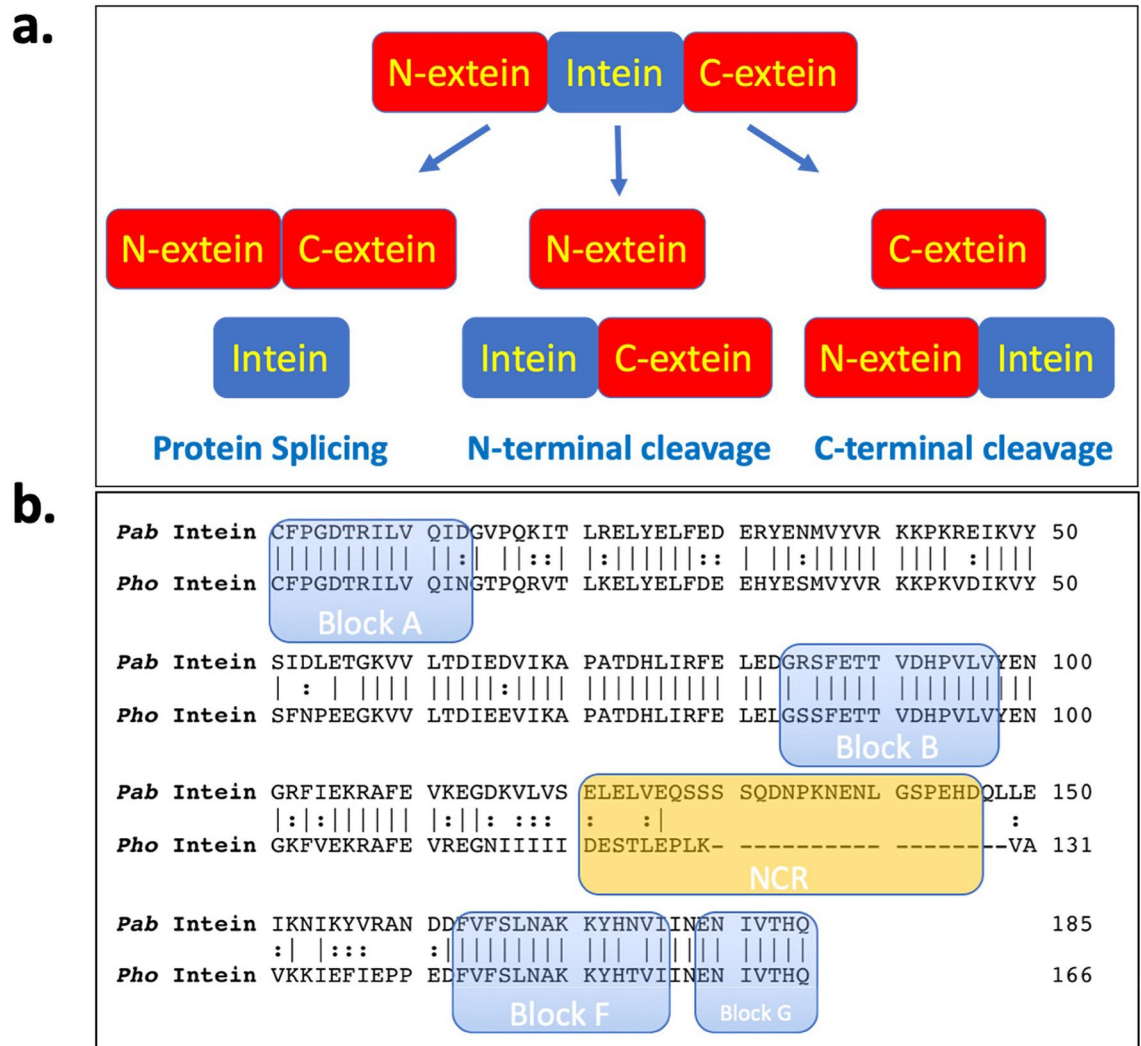 a.
N-extein Intein C-extein
N-extein C-extein N-extein C-extein
Intein Intein C-extein N-extein Intein
Protein Splicing N-terminal cleavage C-terminal cleavage
b.
Pab Intein CFPGDTRILV QIDGVPQKIT LRELYELFED ERYENMVYVR KKPKREIKVY 50
|||||||||| ||:| ||::| |:||||||:: | ||:|||||| |||| :||||
Pho Intein CFPGDTRILV QINGTPQRVT LKELYELFDE EHYESMVYVR KKPKVDIKVY 50
Block A
Pab Intein SIDLETGKVV LTDIEDVIKA PATDHLIRFE LEDGRSFETT VDHPVLVYEN 100
| : | |||| |||||:|||| |||||||||| || | ||||| ||||||||||
Pho Intein SFNPEEGKVV LTDIEEVIKA PATDHLIRFE LELGSSFETT VDHPVLVYEN 100
Block B
Pab Intein GRFIEKRAFE VKEGDKVLVS ELELVEQSSS SQDNPKNENL GSPEHDQLLE 150
|:|:|||||| |:||: ::: : :| :
Pho Intein GKFVEKRAFE VREGNIIIII DESTLEPLK- ---------- --------VA 131
NCR
Pab Intein IKNIKYVRAN DDFVFSLNAK KYHNVIINEN IVTHQ 185
:| |::: :||||||||| ||| |||||| |||||
Pho Intein VKKIEFIEPP EDFVFSLNAK KYHTVIINEN IVTHQ 166
Block F Block G